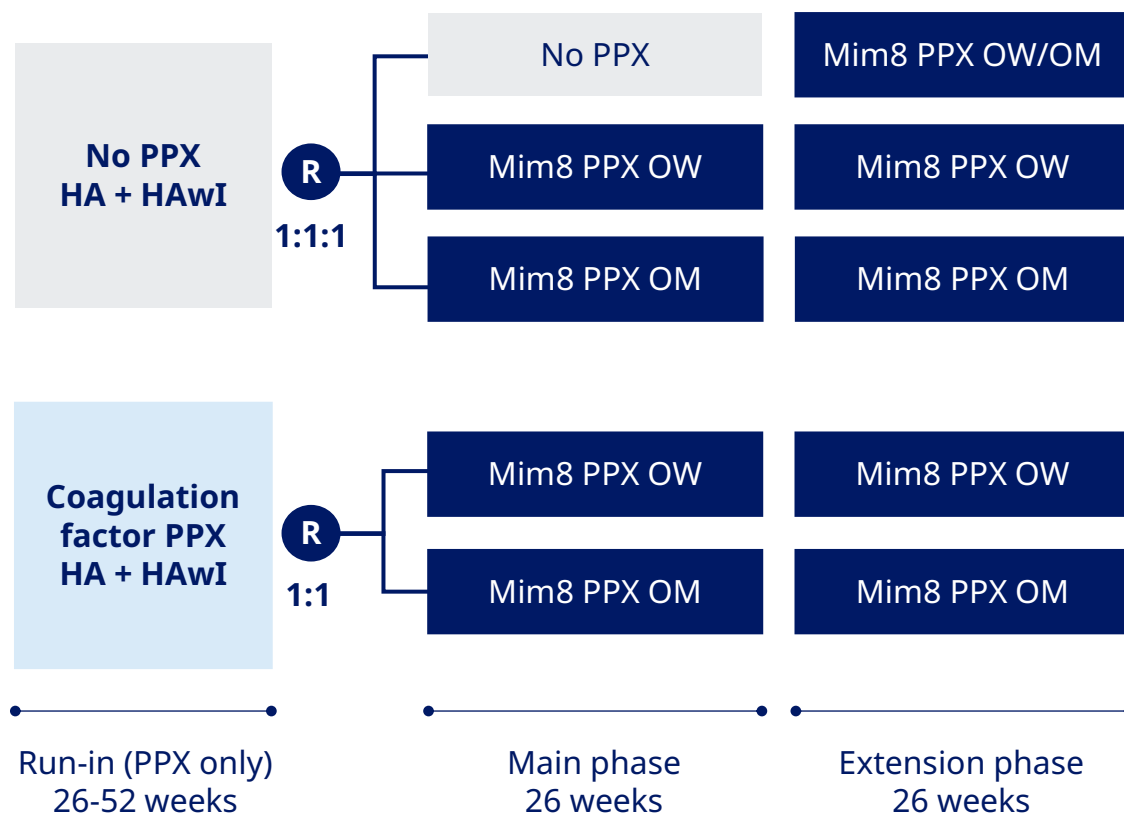 No PPX
HA + HAwI
R
1:1:1
No PPX
Mim8 PPX OW/OM
Mim8 PPX OW
Mim8 PPX OW
Mim8 PPX OM
Mim8 PPX OM
Coagulation
factor PPX
HA + HAwI
R
1:1
Mim8 PPX OW
Mim8 PPX OW
Mim8 PPX OM
Mim8 PPX OM
Run-in (PPX only)
26-52 weeks
Main phase
26 weeks
Extension phase
26 weeks